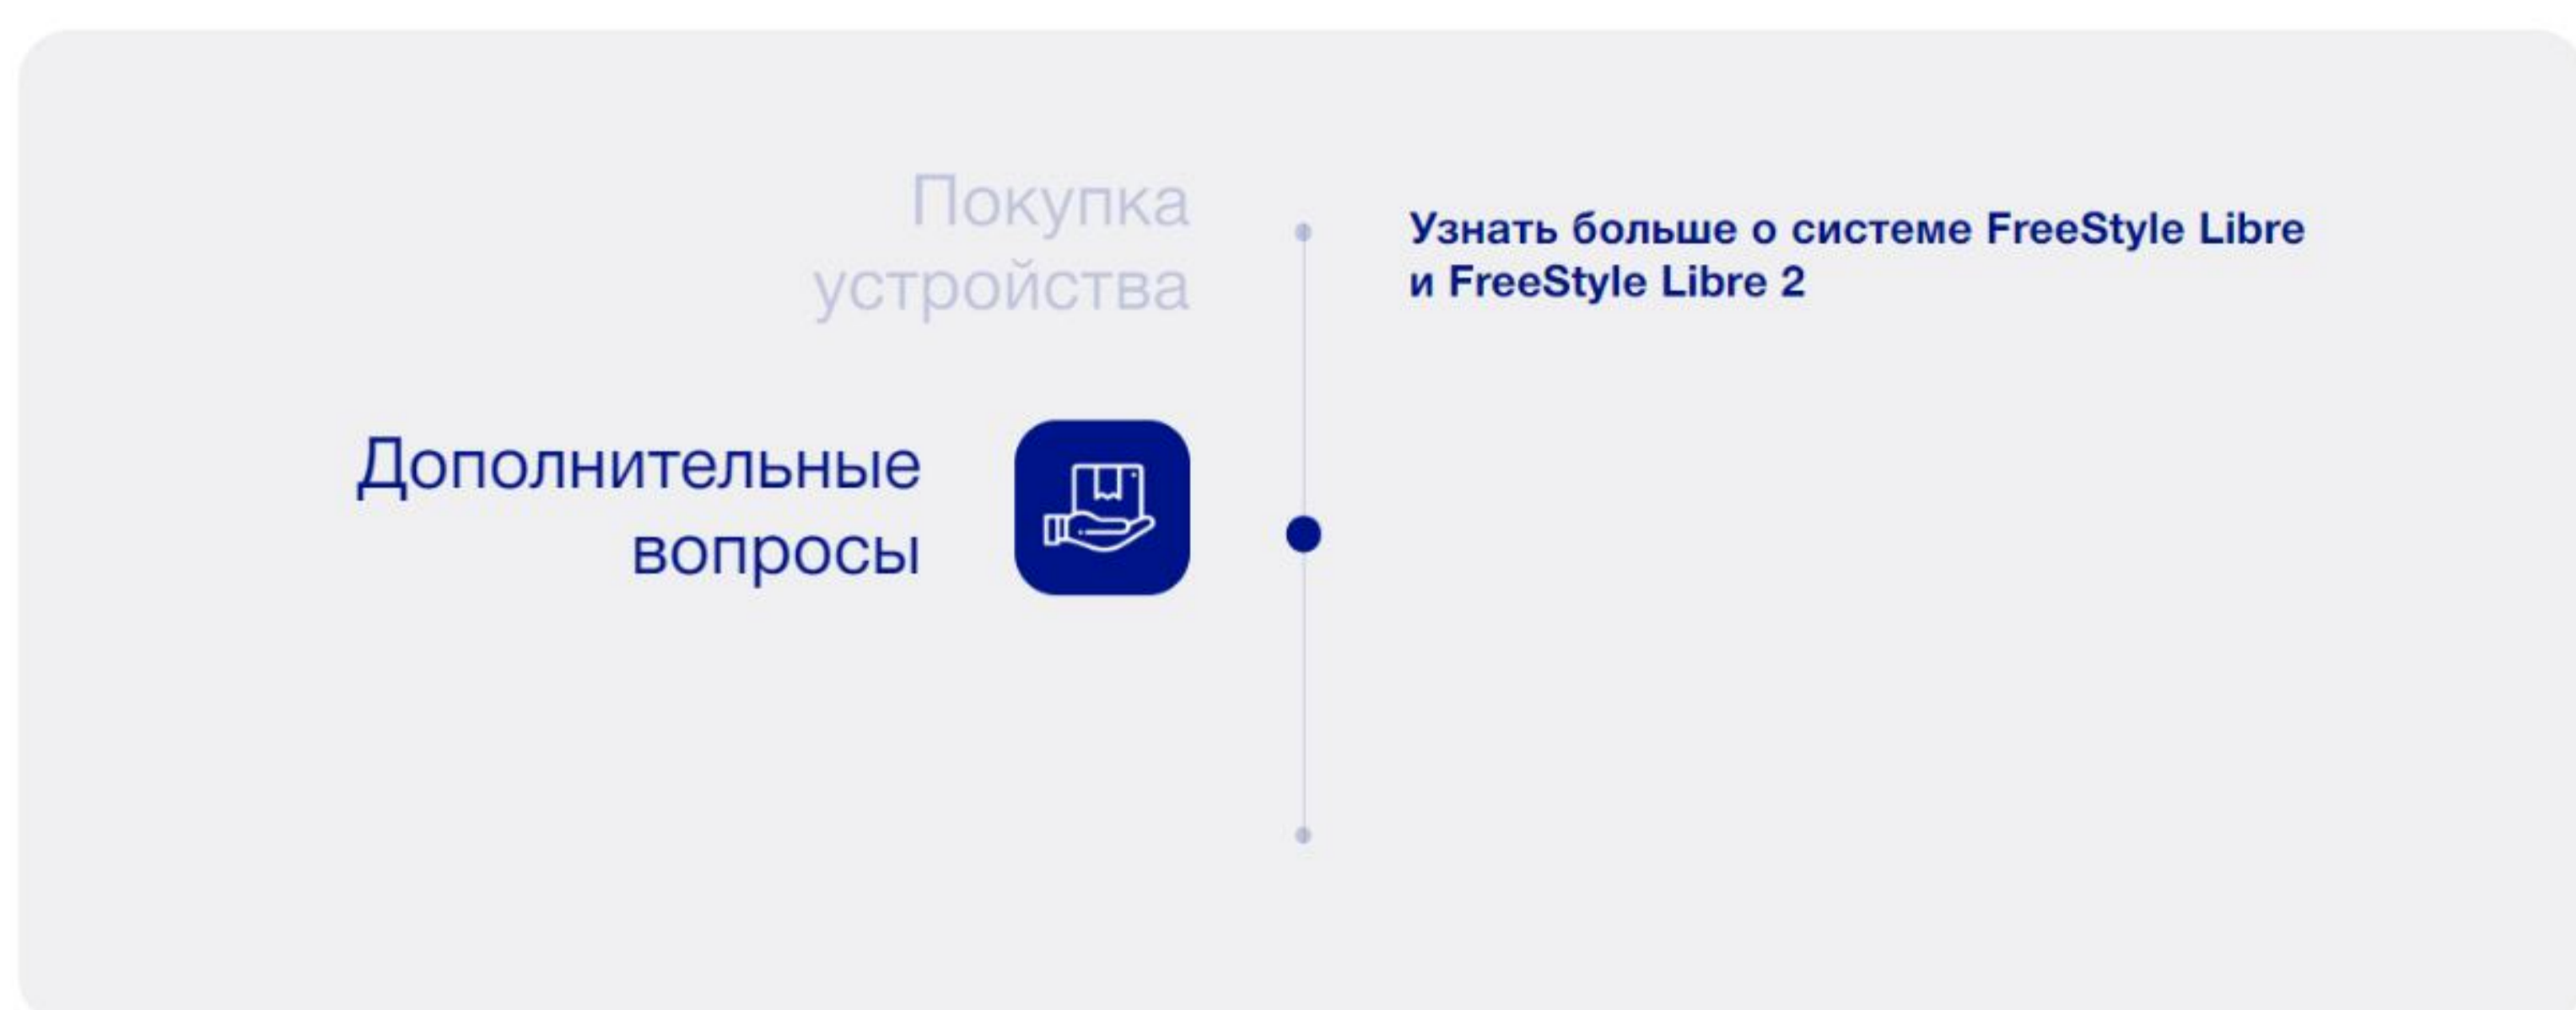 Покупка
устройства
Дополнительные
вопросы
Узнать больше о системе FreeStyle Libre
и FreeStyle Libre 2